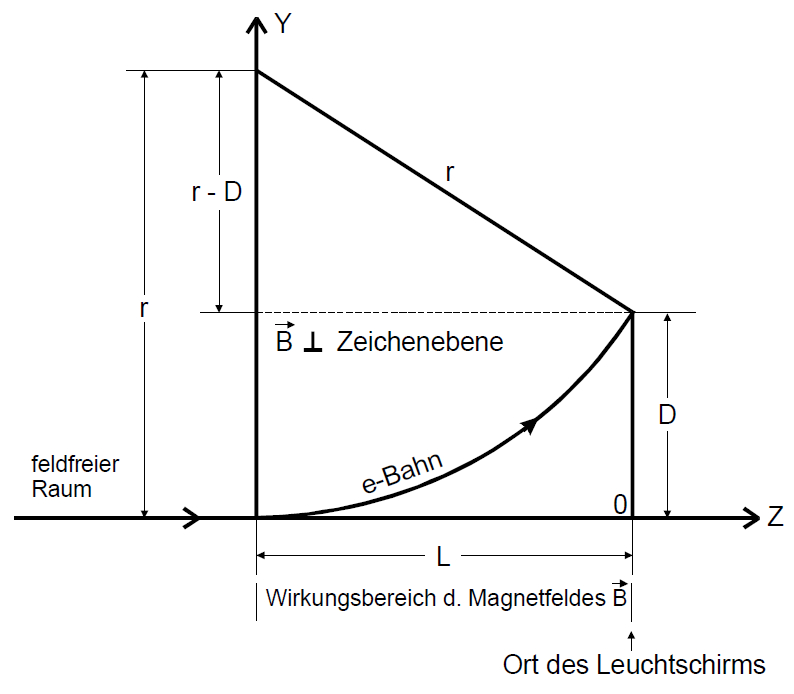 Y
r
r - D
r
B ⊥ Zeichenebene
D
e-Bahn
feldfreier
Raum
0
Z
L
Wirkungsbereich d. Magnetfeldes B
Ort des Leuchtschirms